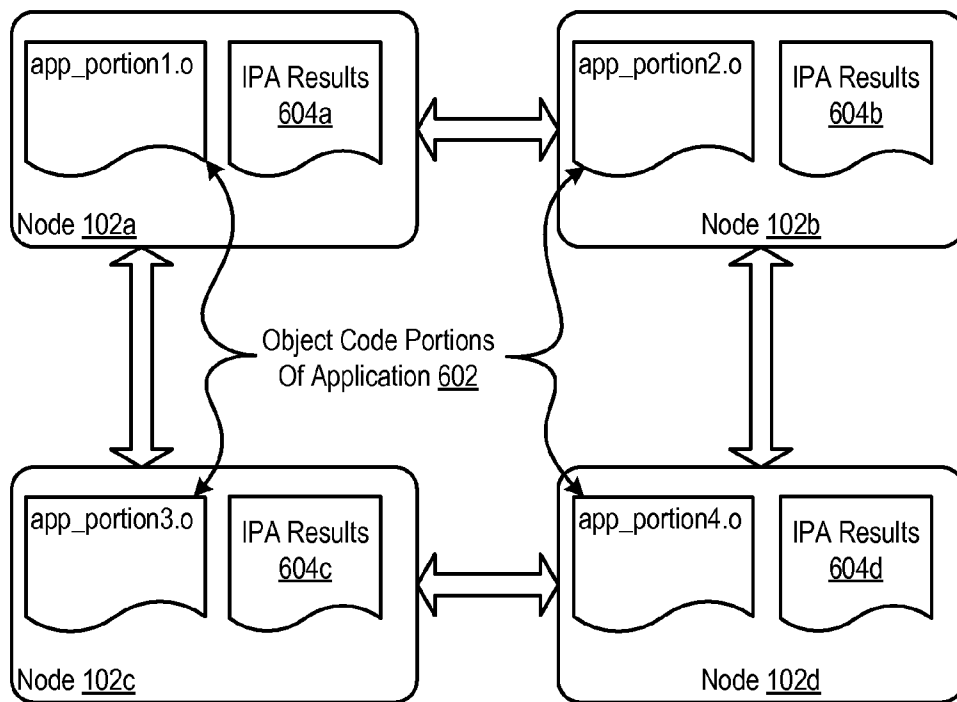 app_portion1.o
IPA Results
604a
Node 102a
app_portion2.o
IPA Results
604b
Node 102b
Object Code Portions
Of Application 602
app_portion3.o
IPA Results
604c
Node 102c
app_portion4.o
IPA Results
604d
Node 102d